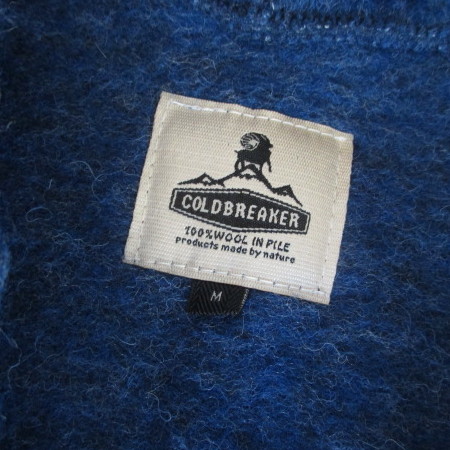 COLDBREAKER
100% WOOL IN PILE
products made by nature
M